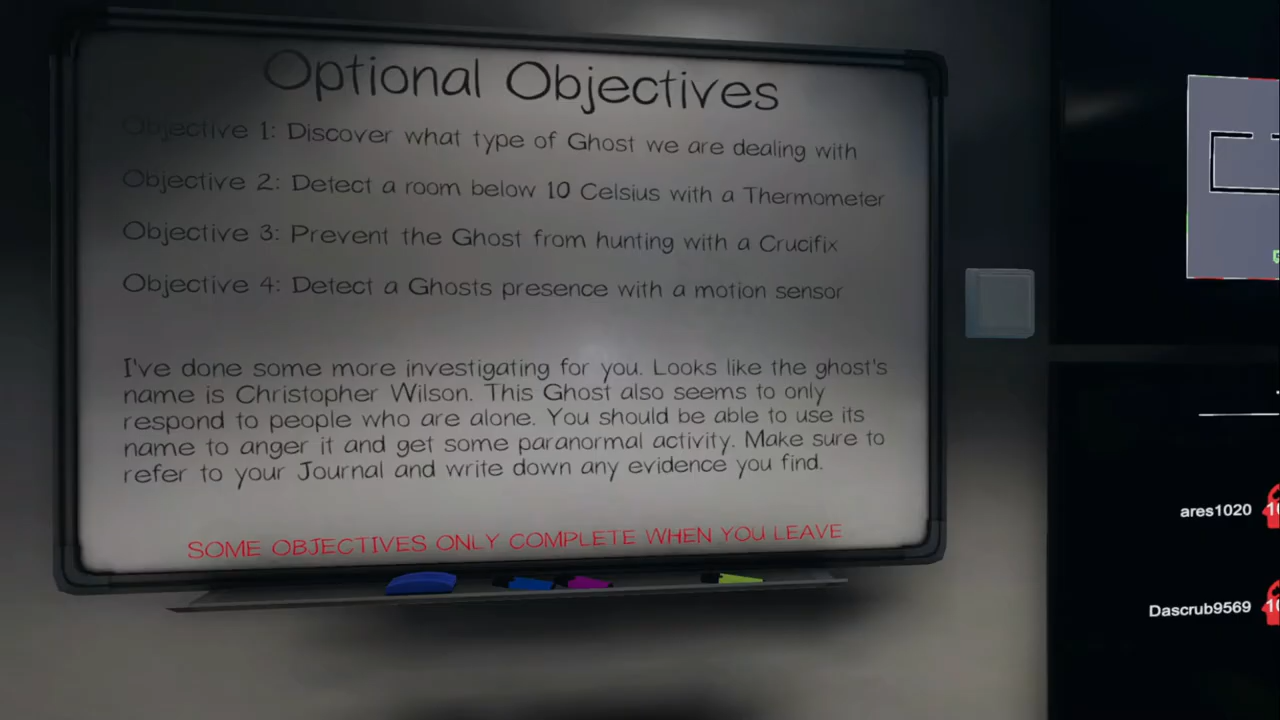 Optional Objectives
Objective 1: Discover what type of Ghost we are dealing with
Objective 2: Detect a room below 10 Celsius with a Thermometer
Objective 3: Prevent the Ghost from hunting with a Crucifix
Objective 4: Detect a Ghosts presence with a motion sensor
I've done some more investigating for you. Looks like the ghost's
name is Christopher Wilson. This Ghost also seems to only
respond to people who are alone. You should be able to use its
name to anger it and get some paranormal activity. Make sure to
refer to your Journal and write down any evidence you find.
SOME OBJECTIVES ONLY COMPLETE WHEN YOU LEAVE
ares1020
Dascrub9569